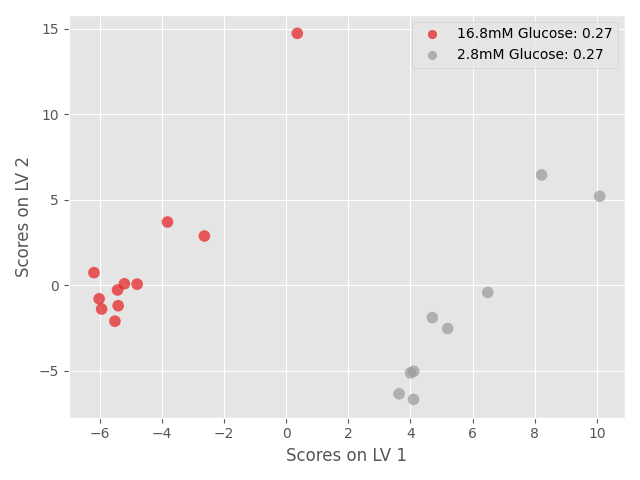 16.8mM Glucose: 0.27
2.8mM Glucose: 0.27
Scores on LV 2
15
10
5
0
−5
−6 −4 −2 0 2 4 6 8 10
Scores on LV 1